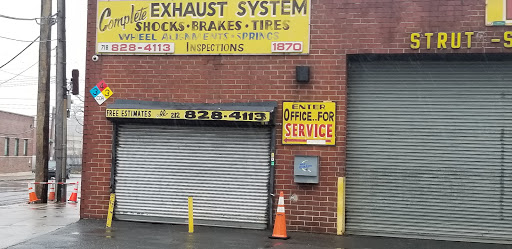 Complete EXHAUST SYSTEM
SHOCKS · BRAKES · TIRES
WHEEL ALIGNMENTS · SPRINGS
718 828-4113 INSPECTIONS 1870
STRUT - S
FREE ESTIMATES 212 828-4113
ENTER
OFFICE...FOR
SERVICE